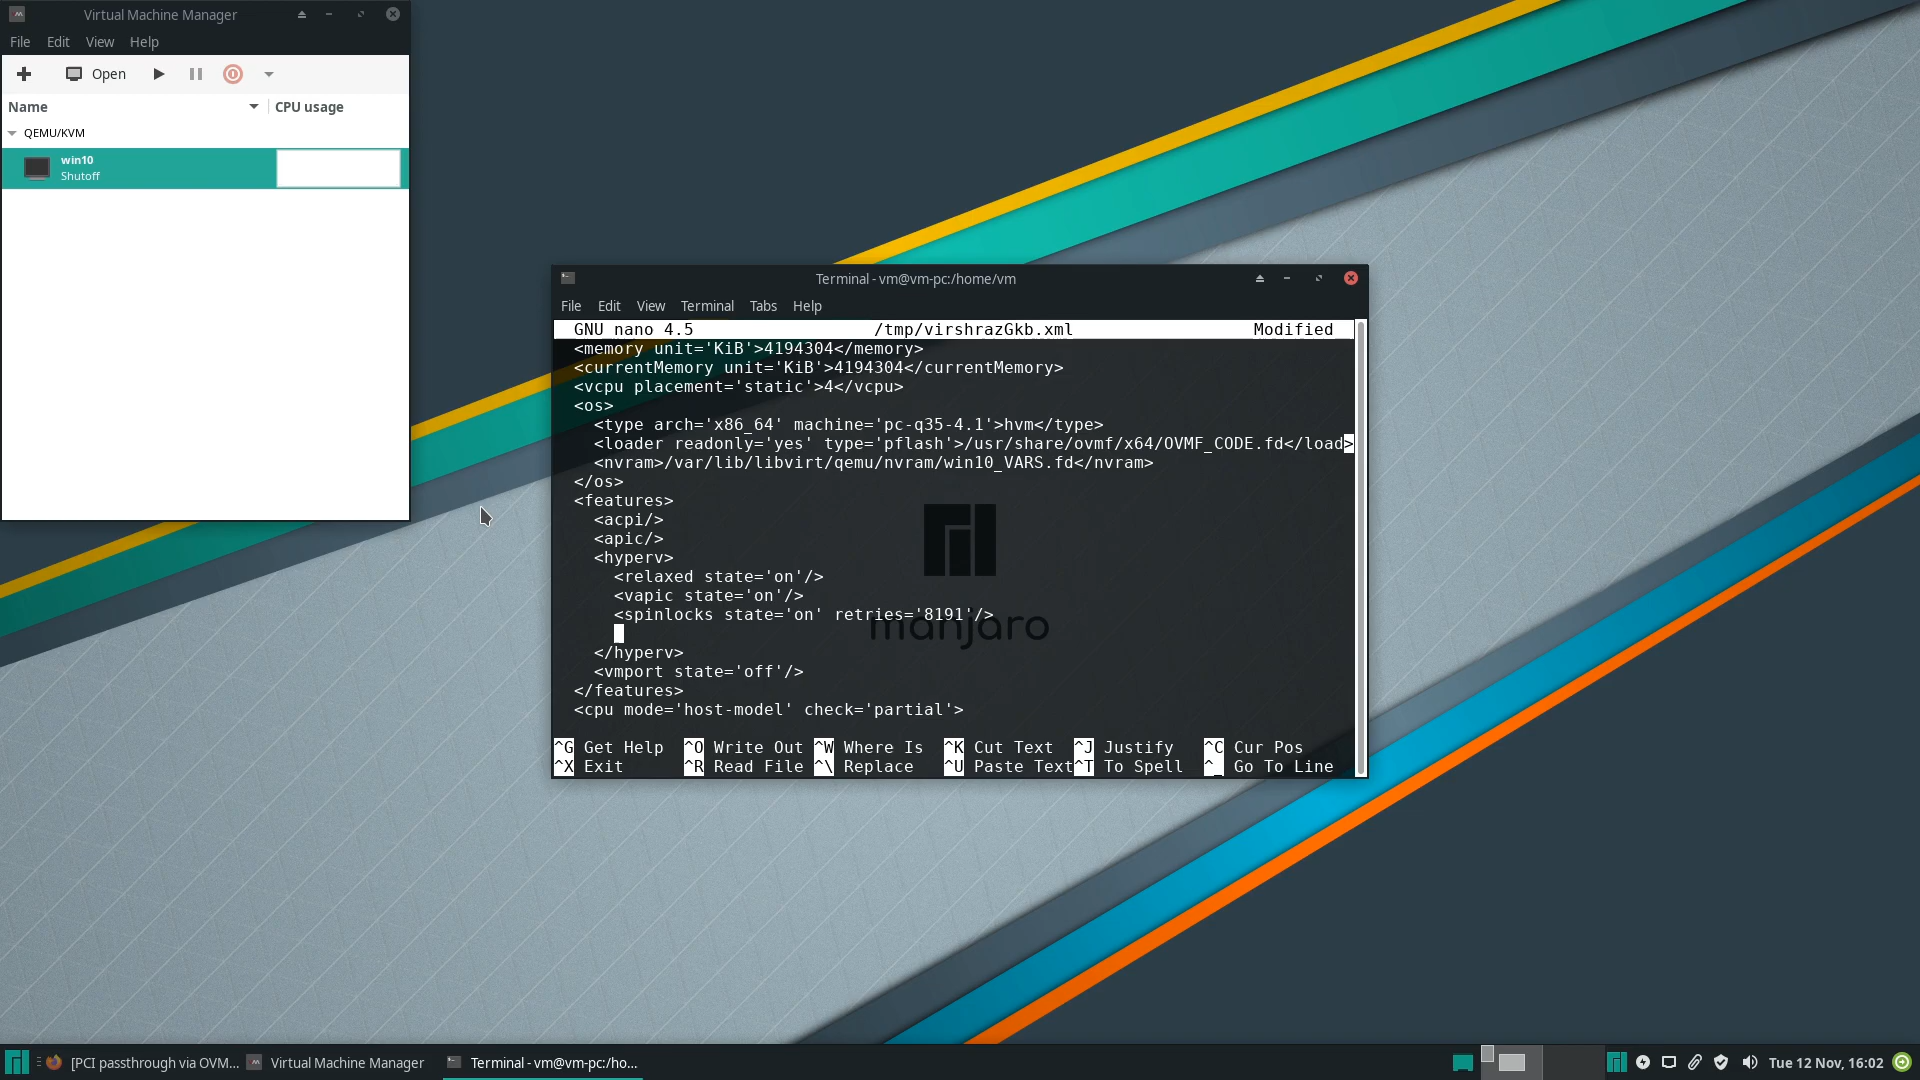 Virtual Machine Manager
File Edit View Help
Open
Name CPU usage
QEMU/KVM
win10
Shutoff
Terminal - vm@vm-pc:/home/vm
File Edit View Terminal Tabs Help
GNU nano 4.5 /tmp/virshrazGkb.xml Modified
<memory unit='KiB'>4194304</memory>
<currentMemory unit='KiB'>4194304</currentMemory>
<vcpu placement='static'>4</vcpu>
<os>
<type arch='x86_64' machine='pc-q35-4.1'>hvm</type>
<loader readonly='yes' type='pflash'>/usr/share/ovmf/x64/OVMF_CODE.fd</load>
<nvram>/var/lib/libvirt/qemu/nvram/win10_VARS.fd</nvram>
</os>
<features>
<acpi/>
<apic/>
<hyperv>
<relaxed state='on'/>
<vapic state='on'/>
<spinlocks state='on' retries='8191'/>
manjaro
</hyperv>
<vmport state='off'/>
</features>
<cpu mode='host-model' check='partial'>
^G Get Help ^O Write Out ^W Where Is ^K Cut Text ^J Justify ^C Cur Pos
^X Exit ^R Read File ^\ Replace ^U Paste Text ^T To Spell ^_ Go To Line
[PCI passthrough via OVM... Virtual Machine Manager Terminal - vm@vm-pc:/ho... Tue 12 Nov, 16:02